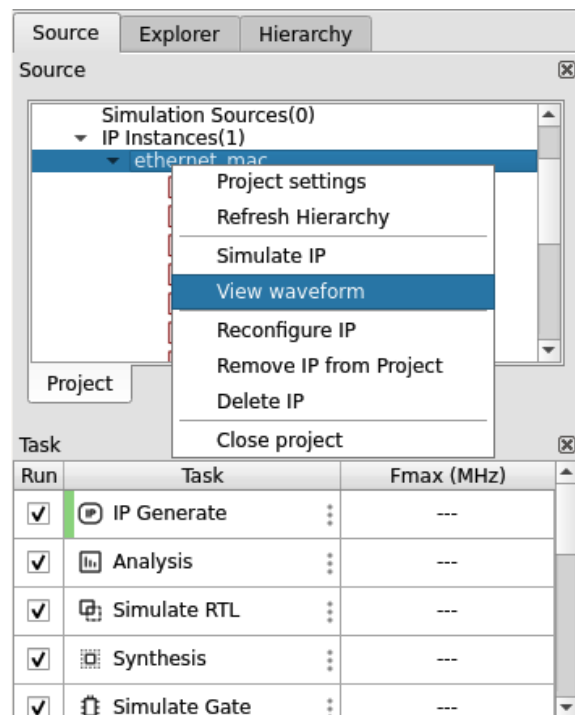 Source Explorer Hierarchy
Source
Simulation Sources(0)
IP Instances(1)
ethernet_mac
Project settings
Refresh Hierarchy
Simulate IP
View waveform
Reconfigure IP
Remove IP from Project
Delete IP
Close project
Project
Task
Run Task Fmax (MHz)
IP IP Generate ---
Analysis ---
Simulate RTL ---
Synthesis ---
Simulate Gate ---